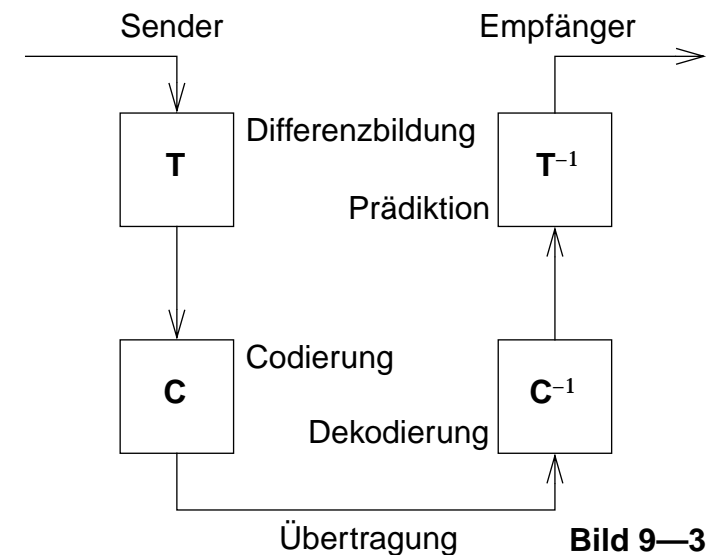 Sender
Empfänger
Differenzbildung
T
T–1
Prädiktion
Codierung
C
C–1
Dekodierung
Übertragung
Bild 9—3